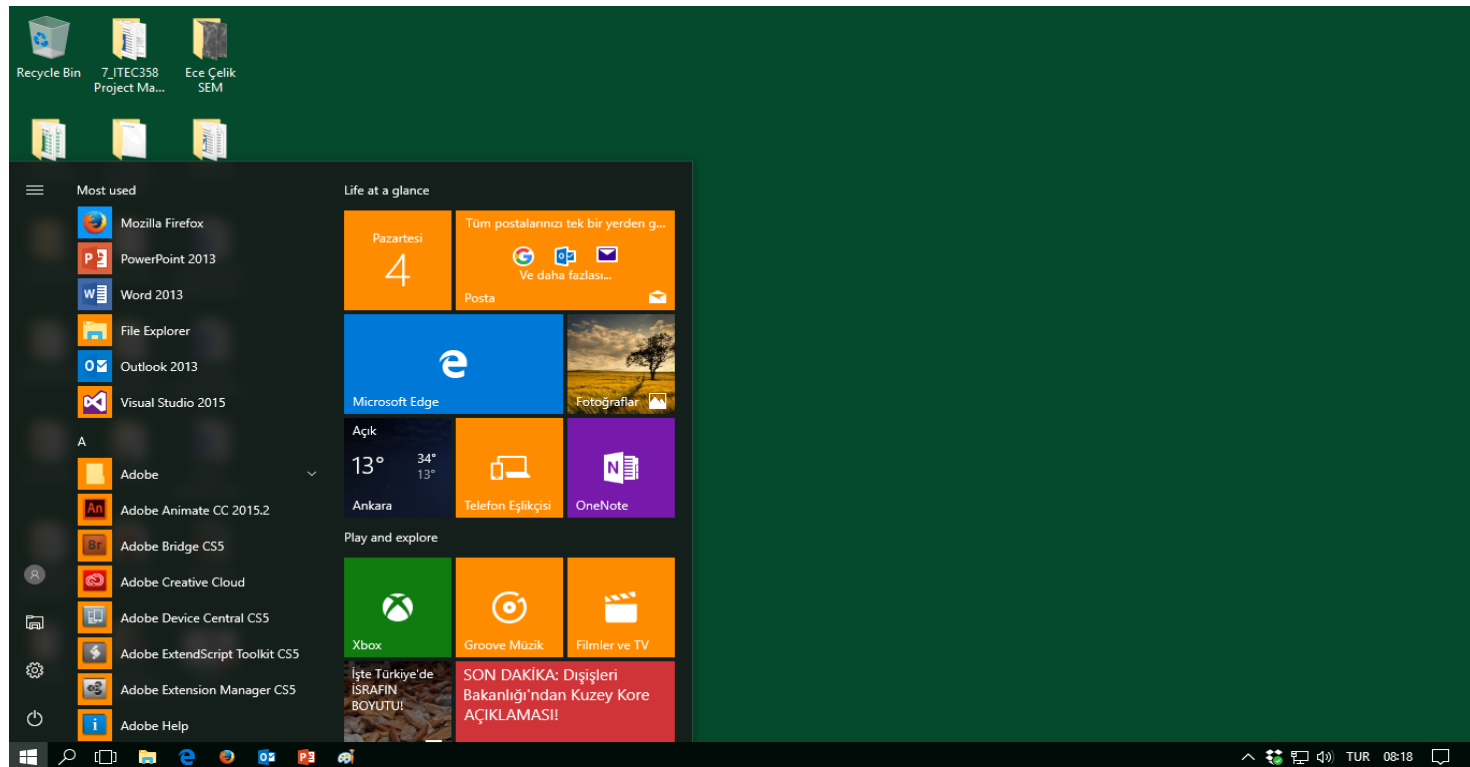 Recycle Bin
7_ITEC358
Project Ma...
Ece Çelik
SEM
Most used
Mozilla Firefox
PowerPoint 2013
Word 2013
File Explorer
Outlook 2013
Visual Studio 2015
A
Adobe
Adobe Animate CC 2015.2
Adobe Bridge CS5
Adobe Creative Cloud
Adobe Device Central CS5
Adobe ExtendScript Toolkit CS5
Adobe Extension Manager CS5
Adobe Help
Life at a glance
Pazartesi
4
Tüm postalarınızı tek bir yerden g...
Ve daha fazlası...
Posta
Microsoft Edge
Fotoğraflar
Açık
13° 34°
13°
Ankara
Telefon Eşlikçisi
OneNote
Play and explore
Xbox
Groove Müzik
Filmler ve TV
İşte Türkiye'de
İSRAFIN
BOYUTU!
SON DAKİKA: Dışişleri
Bakanlığı'ndan Kuzey Kore
AÇIKLAMASI!
TUR 08:18